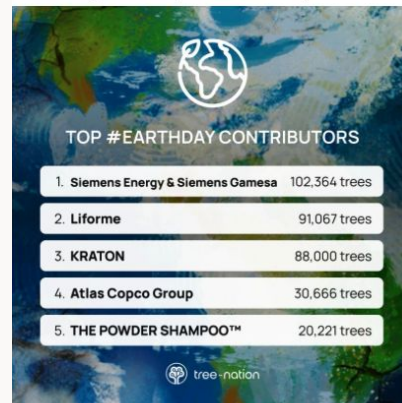 TOP #EARTHDAY CONTRIBUTORS
1. Siemens Energy & Siemens Gamesa 102,364 trees
2. Liforme 91,067 trees
3. KRATON 88,000 trees
4. Atlas Copco Group 30,666 trees
5. THE POWDER SHAMPOO™ 20,221 trees
tree-nation